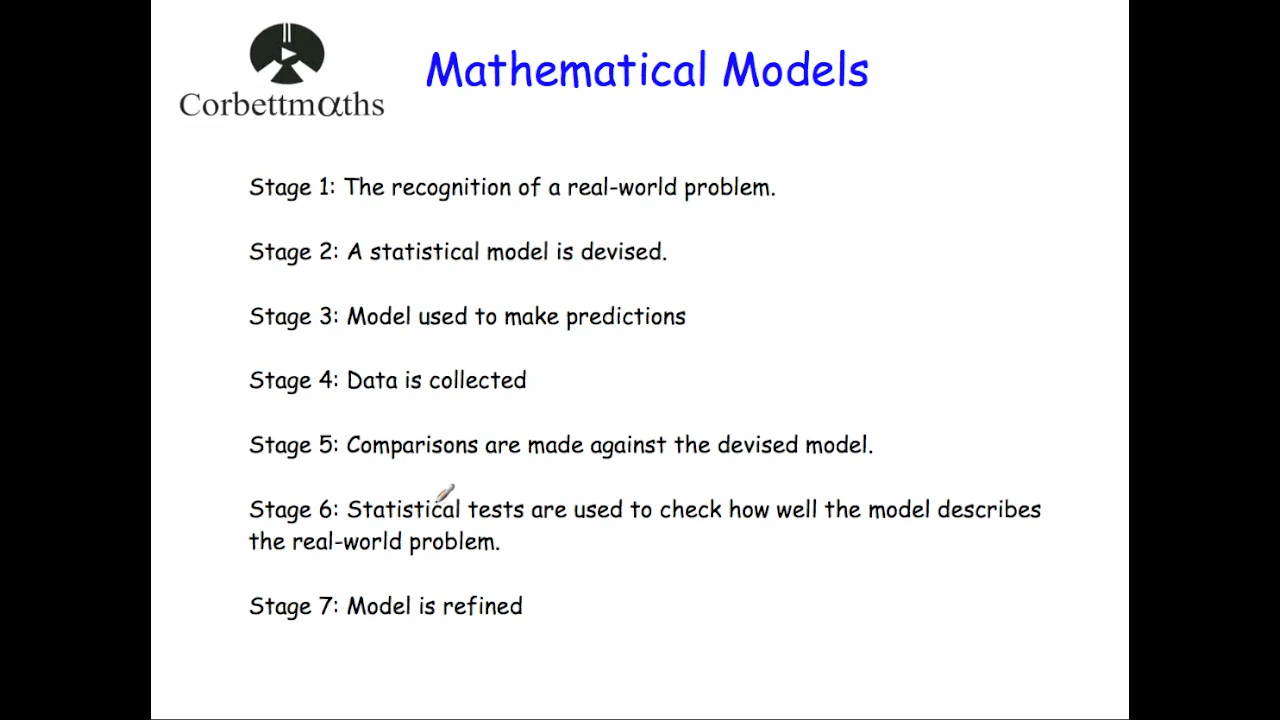 Corbettmαths
Mathematical Models
Stage 1: The recognition of a real-world problem.
Stage 2: A statistical model is devised.
Stage 3: Model used to make predictions
Stage 4: Data is collected
Stage 5: Comparisons are made against the devised model.
Stage 6: Statistical tests are used to check how well the model describes
the real-world problem.
Stage 7: Model is refined